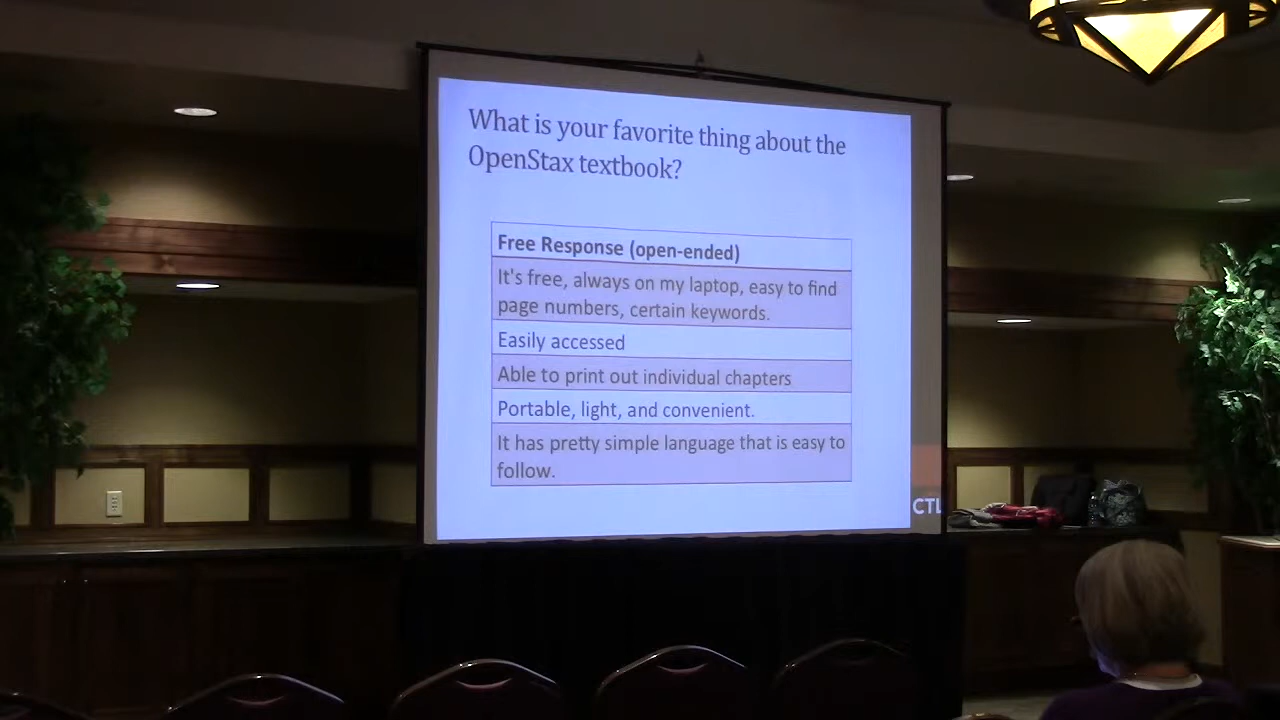 What is your favorite thing about the
OpenStax textbook?
Free Response (open-ended)
It's free, always on my laptop, easy to find
page numbers, certain keywords.
Easily accessed
Able to print out individual chapters
Portable, light, and convenient.
It has pretty simple language that is easy to
follow.
CTL